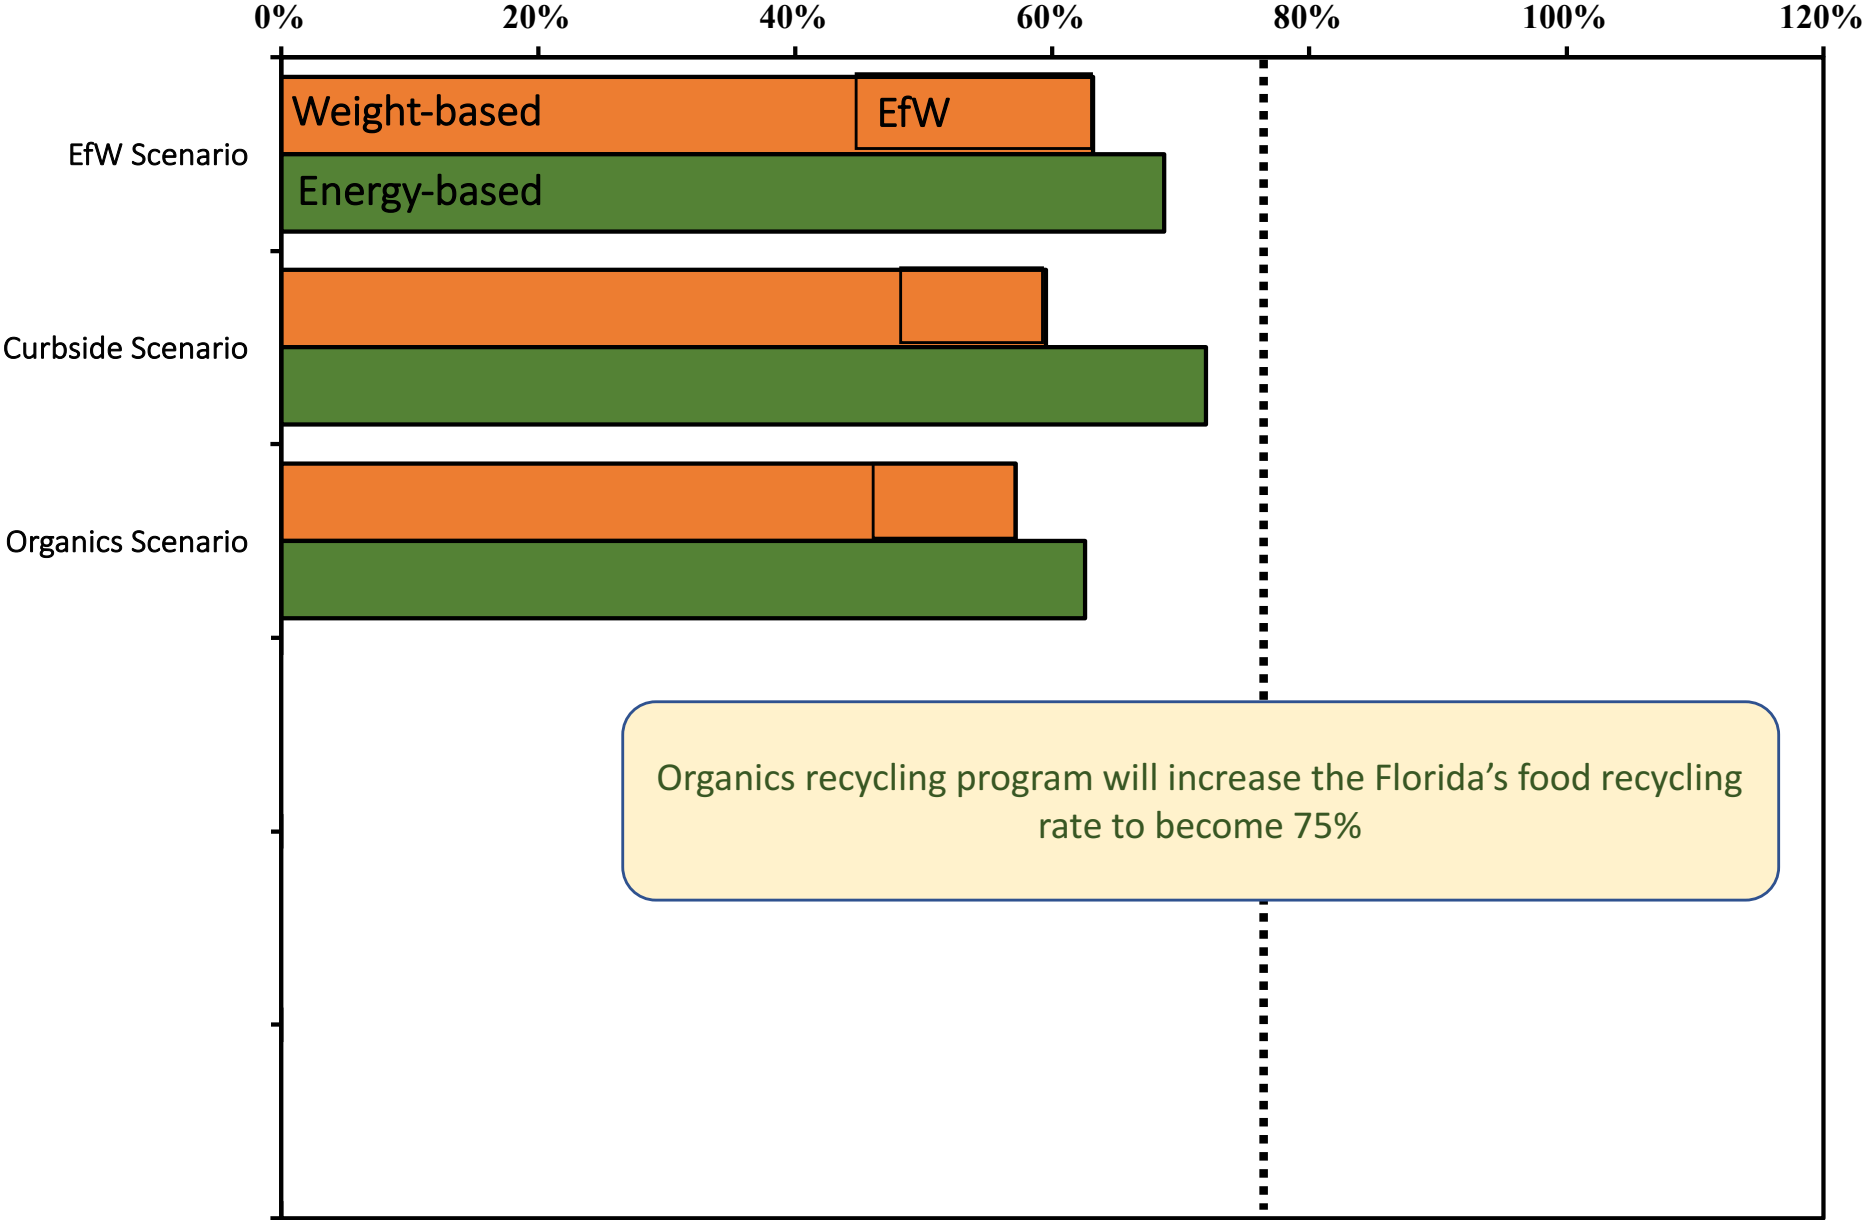 0% 20% 40% 60% 80% 100% 120%
Weight-based EfW
EfW Scenario
Energy-based
Curbside Scenario
Organics Scenario
Organics recycling program will increase the Florida’s food recycling
rate to become 75%